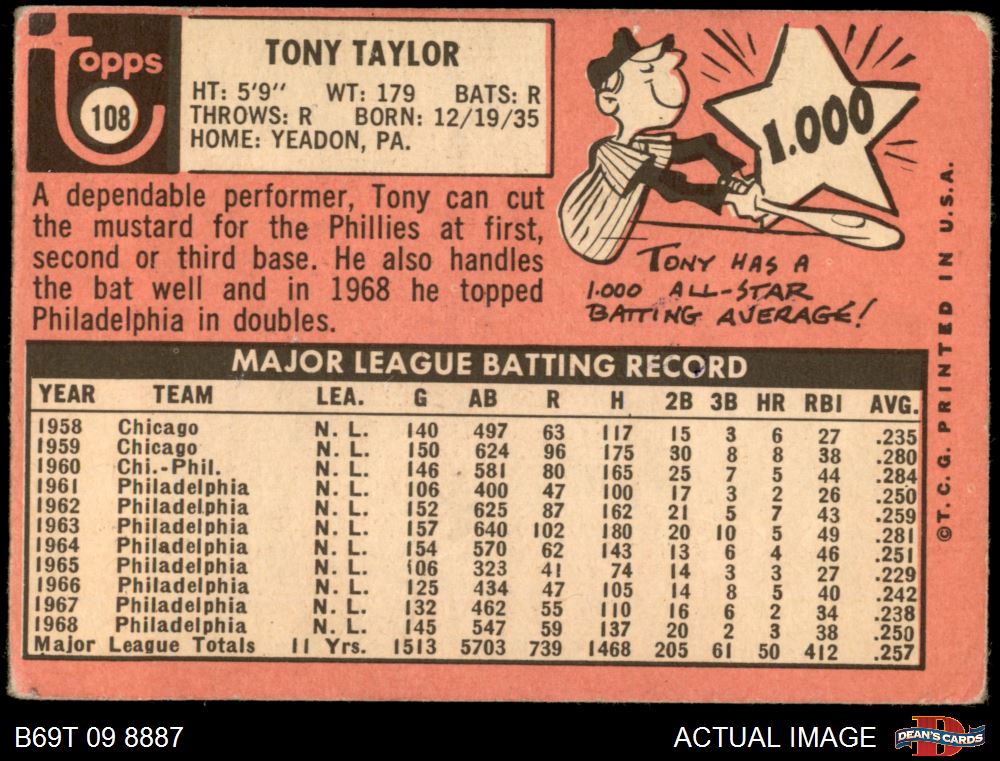 Topps
108
TONY TAYLOR
HT: 5'9" WT: 179 BATS: R
THROWS: R BORN: 12/19/35
HOME: YEADON, PA.
A dependable performer, Tony can cut
the mustard for the Phillies at first,
second or third base. He also handles
the bat well and in 1968 he topped
Philadelphia in doubles.
1.000
TONY HAS A
1.000 ALL-STAR
BATTING AVERAGE!
MAJOR LEAGUE BATTING RECORD
YEAR TEAM LEA. G AB R H 2B 3B HR RBI AVG.
1958 Chicago N. L. 140 497 63 117 15 3 6 27 .235
1959 Chicago N. L. 150 624 96 175 30 8 8 38 .280
1960 Chi.-Phil. N. L. 146 581 80 165 25 7 5 44 .284
1961 Philadelphia N. L. 106 400 47 100 17 3 2 26 .250
1962 Philadelphia N. L. 152 625 87 162 21 5 7 43 .259
1963 Philadelphia N. L. 157 640 102 180 20 10 5 49 .281
1964 Philadelphia N. L. 154 570 62 143 13 6 4 46 .251
1965 Philadelphia N. L. 106 323 41 74 14 3 3 27 .229
1966 Philadelphia N. L. 125 434 47 105 14 8 5 40 .242
1967 Philadelphia N. L. 132 462 55 110 16 6 2 34 .238
1968 Philadelphia N. L. 145 547 59 137 20 2 3 38 .250
Major League Totals 11 Yrs. 1513 5703 739 1468 205 61 50 412 .257
©T. C. G. PRINTED IN U.S.A.
B69T 09 8887
ACTUAL IMAGE
D
DEAN'S CARDS